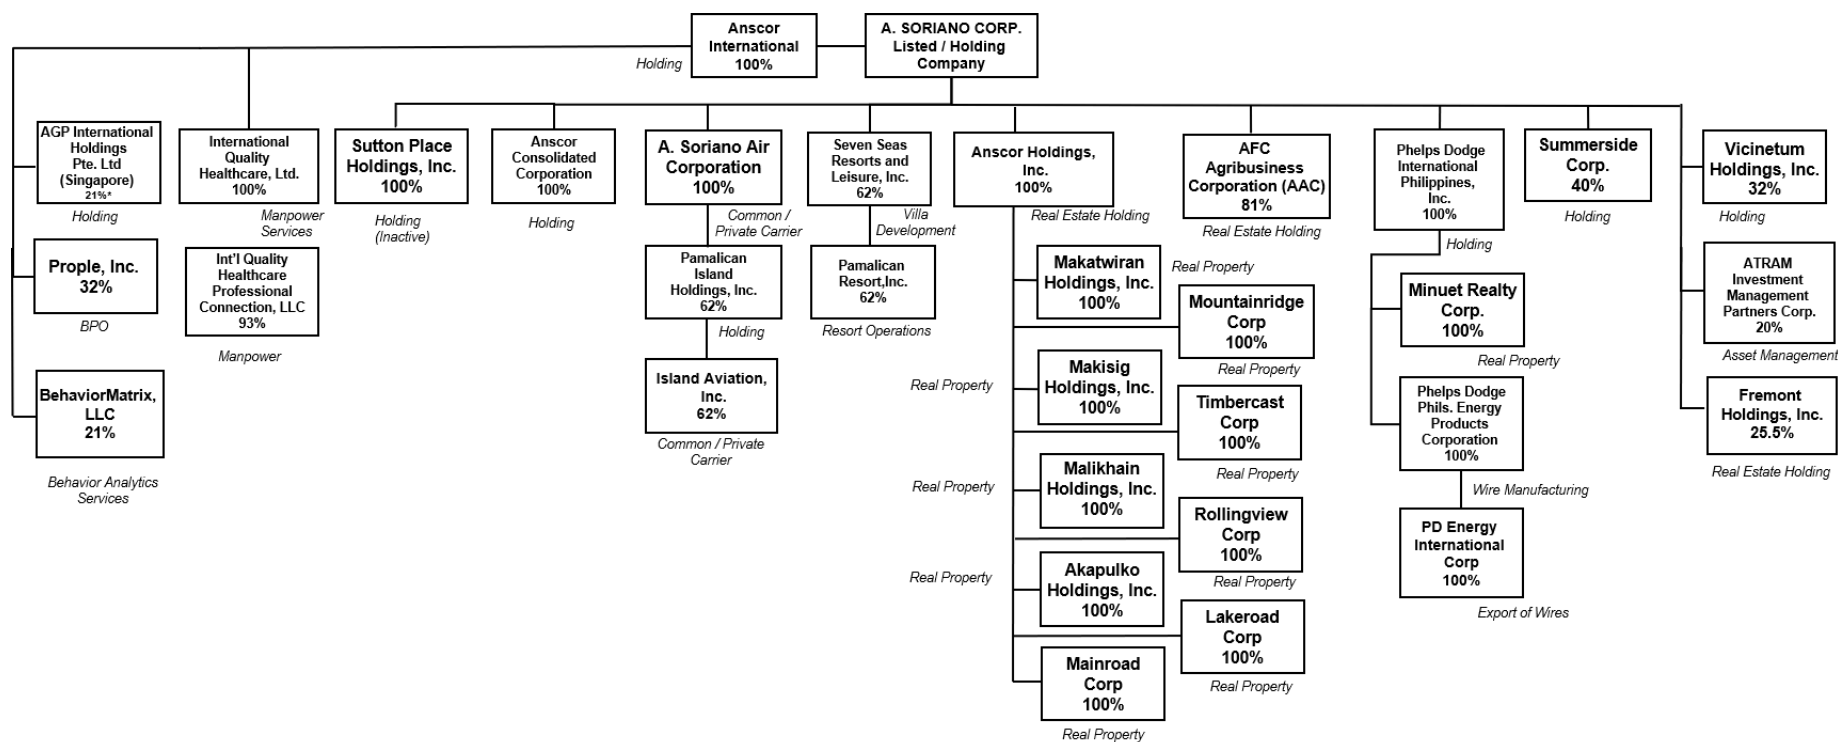 Anscor
International
100%
Holding
A. SORIANO CORP.
Listed / Holding
Company
AGP International
Holdings
Pte. Ltd
(Singapore)
21%*
Holding
International
Quality
Healthcare, Ltd.
100%
Manpower
Services
Sutton Place
Holdings, Inc.
100%
Holding
(Inactive)
Anscor
Consolidated
Corporation
100%
Holding
A. Soriano Air
Corporation
100%
Common /
Private Carrier
Seven Seas
Resorts and
Leisure, Inc.
62%
Villa
Development
Anscor Holdings,
Inc.
100%
Real Estate Holding
AFC
Agribusiness
Corporation (AAC)
81%
Real Estate Holding
Phelps Dodge
International
Philippines,
Inc.
100%
Holding
Summerside
Corp.
40%
Holding
Vicinetum
Holdings, Inc.
32%
Holding
Prople, Inc.
32%
BPO
Int'l Quality
Healthcare
Professional
Connection, LLC
93%
Manpower
Pamalican
Island
Holdings, Inc.
62%
Holding
Pamalican
Resort,Inc.
62%
Resort Operations
Makatwiran
Holdings, Inc.
100%
Real Property
Mountainridge
Corp
100%
Real Property
Minuet Realty
Corp.
100%
Real Property
ATRAM
Investment
Management
Partners Corp.
20%
Asset Management
BehaviorMatrix,
LLC
21%
Behavior Analytics
Services
Island Aviation,
Inc.
62%
Common / Private
Carrier
Real Property
Makisig
Holdings, Inc.
100%
Timbercast
Corp
100%
Real Property
Phelps Dodge
Phils. Energy
Products
Corporation
100%
Wire Manufacturing
Fremont
Holdings, Inc.
25.5%
Real Estate Holding
Real Property
Malikhain
Holdings, Inc.
100%
Rollingview
Corp
100%
Real Property
PD Energy
International
Corp
100%
Export of Wires
Real Property
Akapulko
Holdings, Inc.
100%
Lakeroad
Corp
100%
Real Property
Mainroad
Corp
100%
Real Property